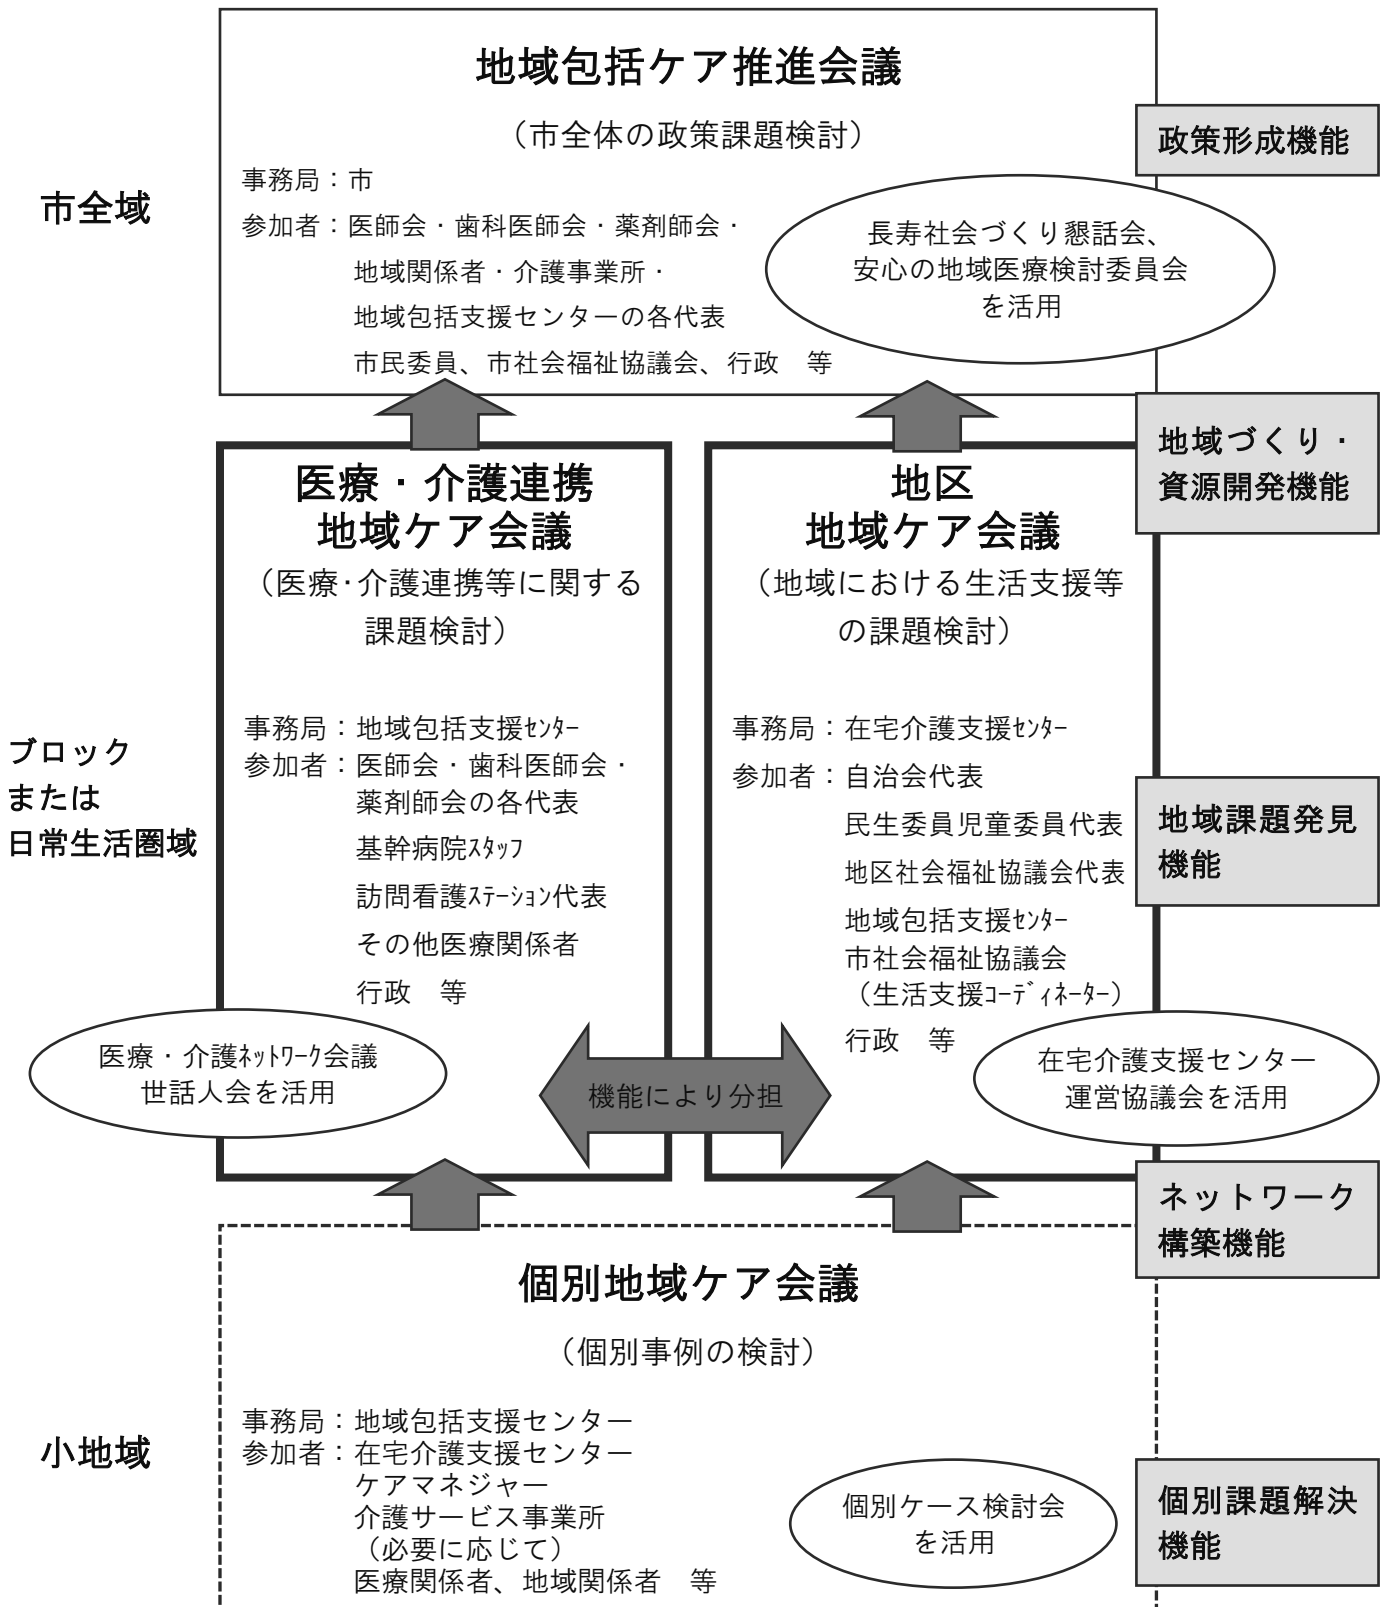 地域包括ケア推進会議
（市全体の政策課題検討）
政策形成機能
市全域
事務局：市
参加者：医師会・歯科医師会・薬剤師会・
地域関係者・介護事業所・
地域包括支援センターの各代表
市民委員、市社会福祉協議会、行政　等
長寿社会づくり懇話会、
安心の地域医療検討委員会
を活用
地域づくり・
資源開発機能
医療・介護連携
地域ケア会議
（医療･介護連携等に関する
課題検討）
事務局：地域包括支援ｾﾝﾀｰ
参加者：医師会・歯科医師会・
薬剤師会の各代表
基幹病院ｽﾀｯﾌ
訪問看護ｽﾃｰｼｮﾝ代表
その他医療関係者
行政　等
医療・介護ﾈｯﾄﾜｰｸ会議
世話人会を活用
地区
地域ケア会議
（地域における生活支援等
の課題検討）
事務局：在宅介護支援ｾﾝﾀｰ
参加者：自治会代表
民生委員児童委員代表
地区社会福祉協議会代表
地域包括支援ｾﾝﾀｰ
市社会福祉協議会
（生活支援ｺｰﾃﾞｨﾈｰﾀｰ）
行政　等
在宅介護支援センター
運営協議会を活用
機能により分担
ブロック
または
日常生活圏域
地域課題発見
機能
ネットワーク
構築機能
個別地域ケア会議
（個別事例の検討）
小地域
事務局：地域包括支援センター
参加者：在宅介護支援センター
ケアマネジャー
介護サービス事業所
（必要に応じて）
医療関係者、地域関係者　等
個別ケース検討会
を活用
個別課題解決
機能